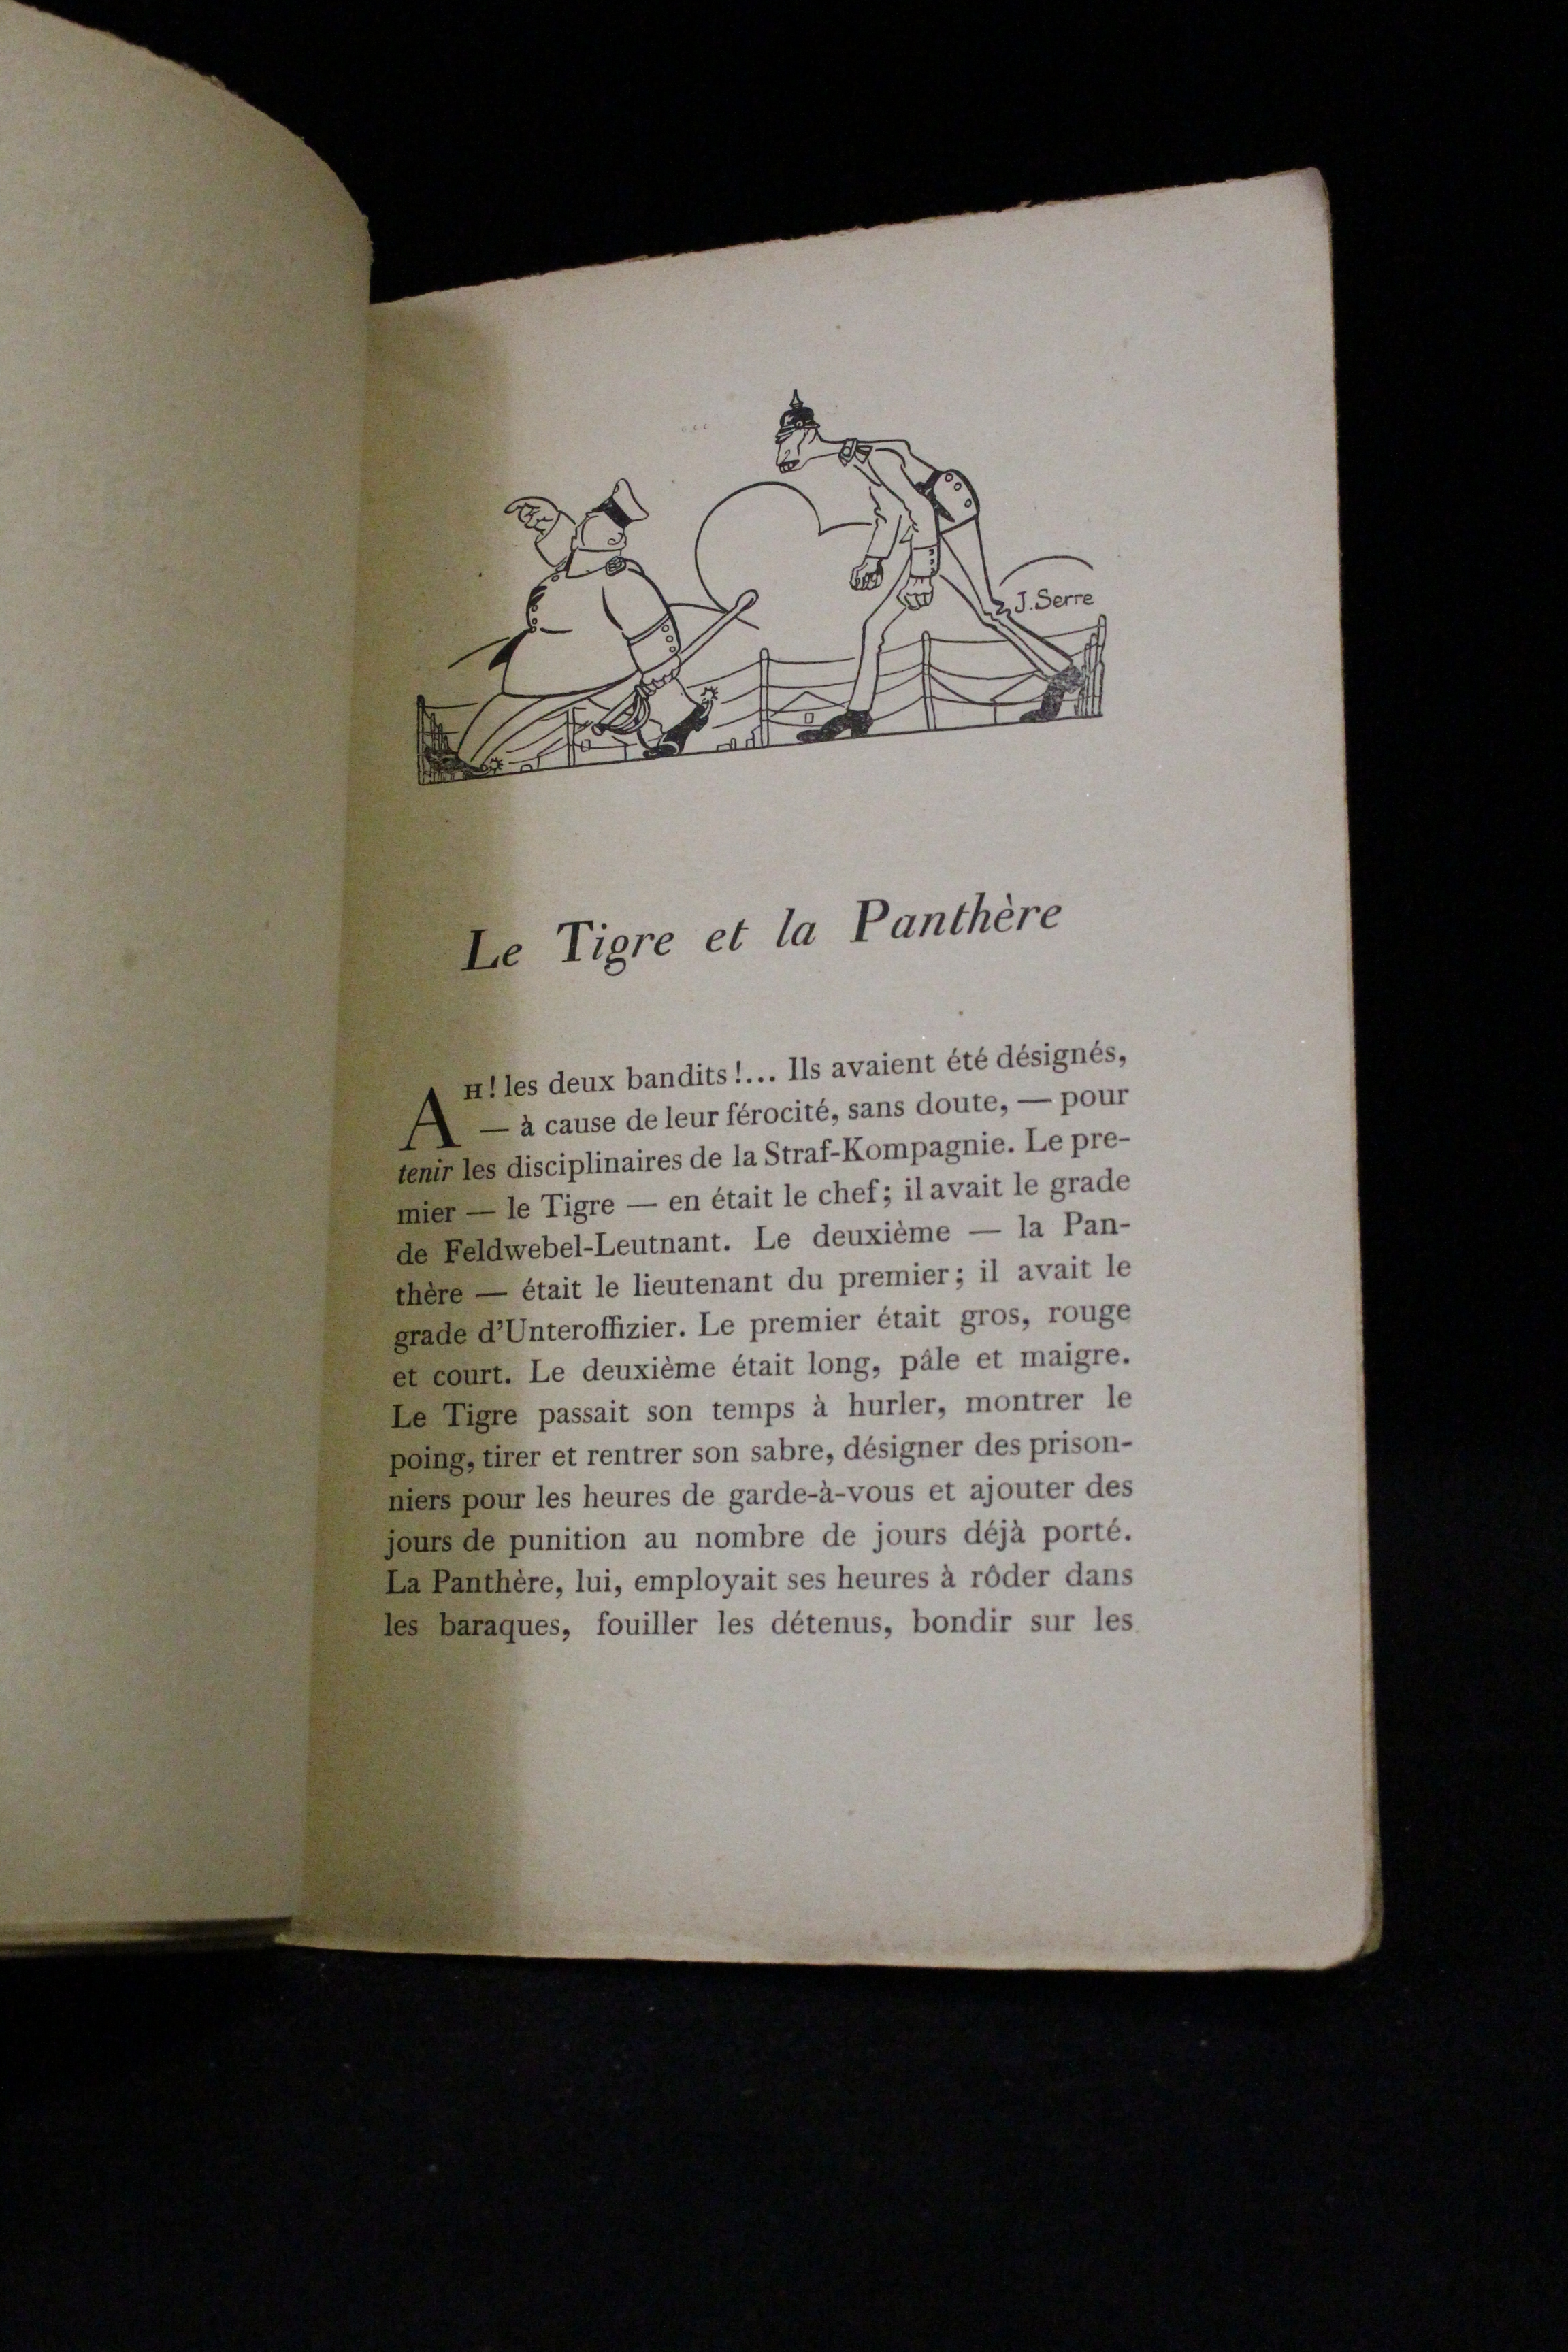 J. Serre
Le Tigre et la Panthère
AH! les deux bandits!... Ils avaient été désignés,
— à cause de leur férocité, sans doute, — pour
tenir les disciplinaires de la Straf-Kompagnie. Le pre-
mier — le Tigre — en était le chef; il avait le grade
de Feldwebel-Leutnant. Le deuxième — la Pan-
thère — était le lieutenant du premier; il avait le
grade d'Unteroffizier. Le premier était gros, rouge
et court. Le deuxième était long, pâle et maigre.
Le Tigre passait son temps à hurler, montrer le
poing, tirer et rentrer son sabre, désigner des prison-
niers pour les heures de garde-à-vous et ajouter des
jours de punition au nombre de jours déjà porté.
La Panthère, lui, employait ses heures à rôder dans
les baraques, fouiller les détenus, bondir sur les